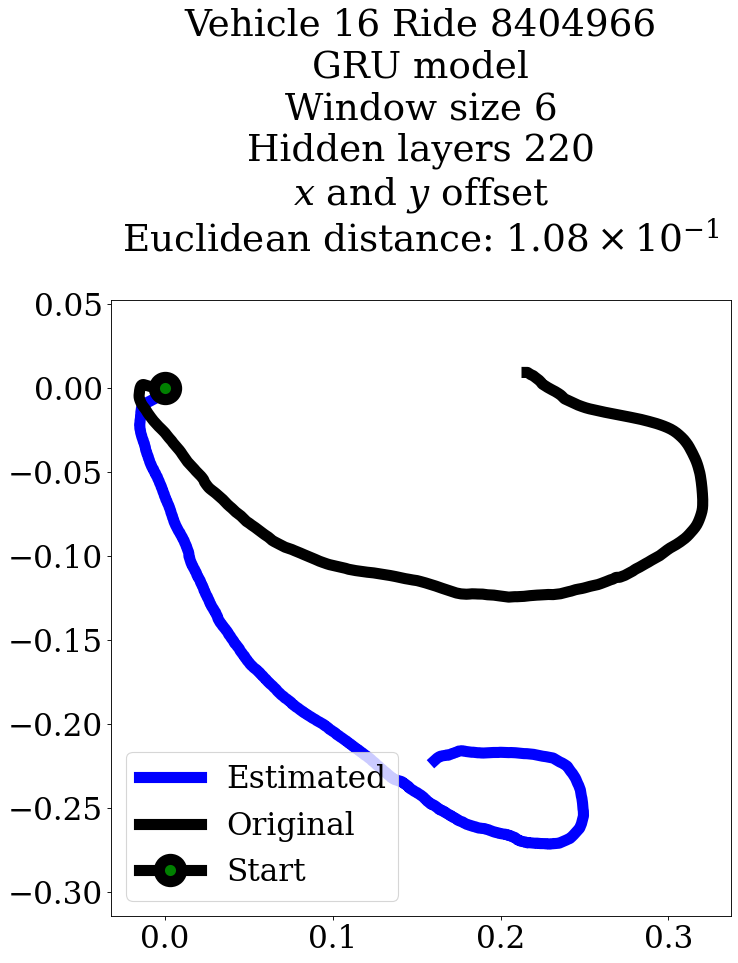 Vehicle 16 Ride 8404966
GRU model
Window size 6
Hidden layers 220
x and y offset
Euclidean distance: 1.08 × 10⁻¹
0.05
0.00
−0.05
−0.10
−0.15
−0.20
−0.25
−0.30
Estimated
Original
Start
0.0 0.1 0.2 0.3